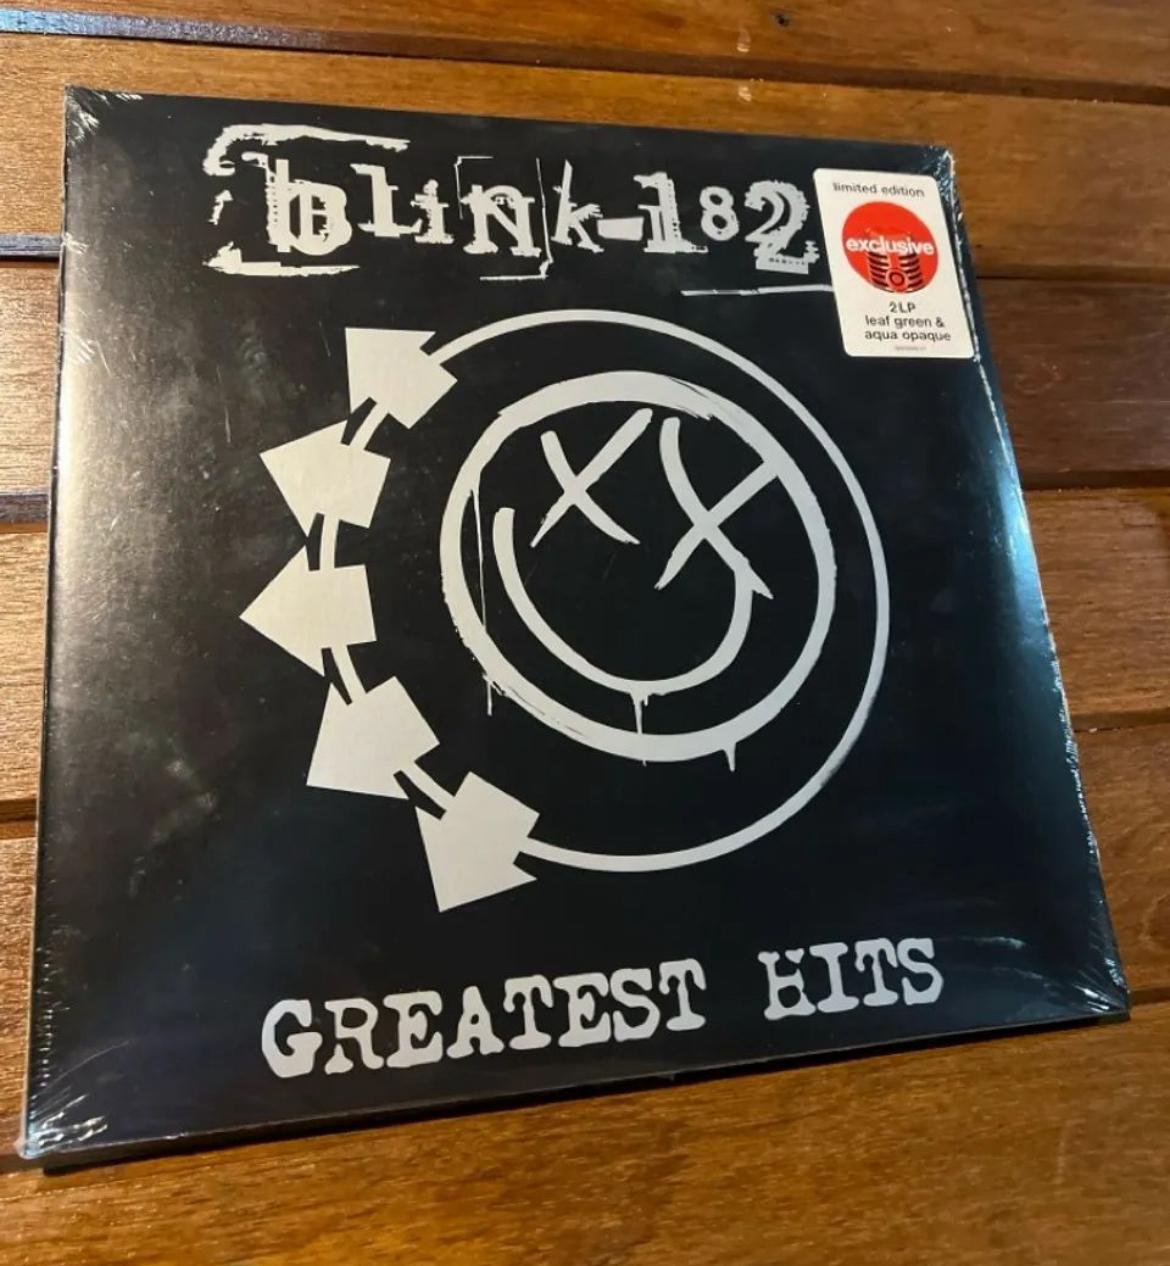 blink-182
limited edition
exclusive
2LP
leaf green &
aqua opaque
GREATEST HITS